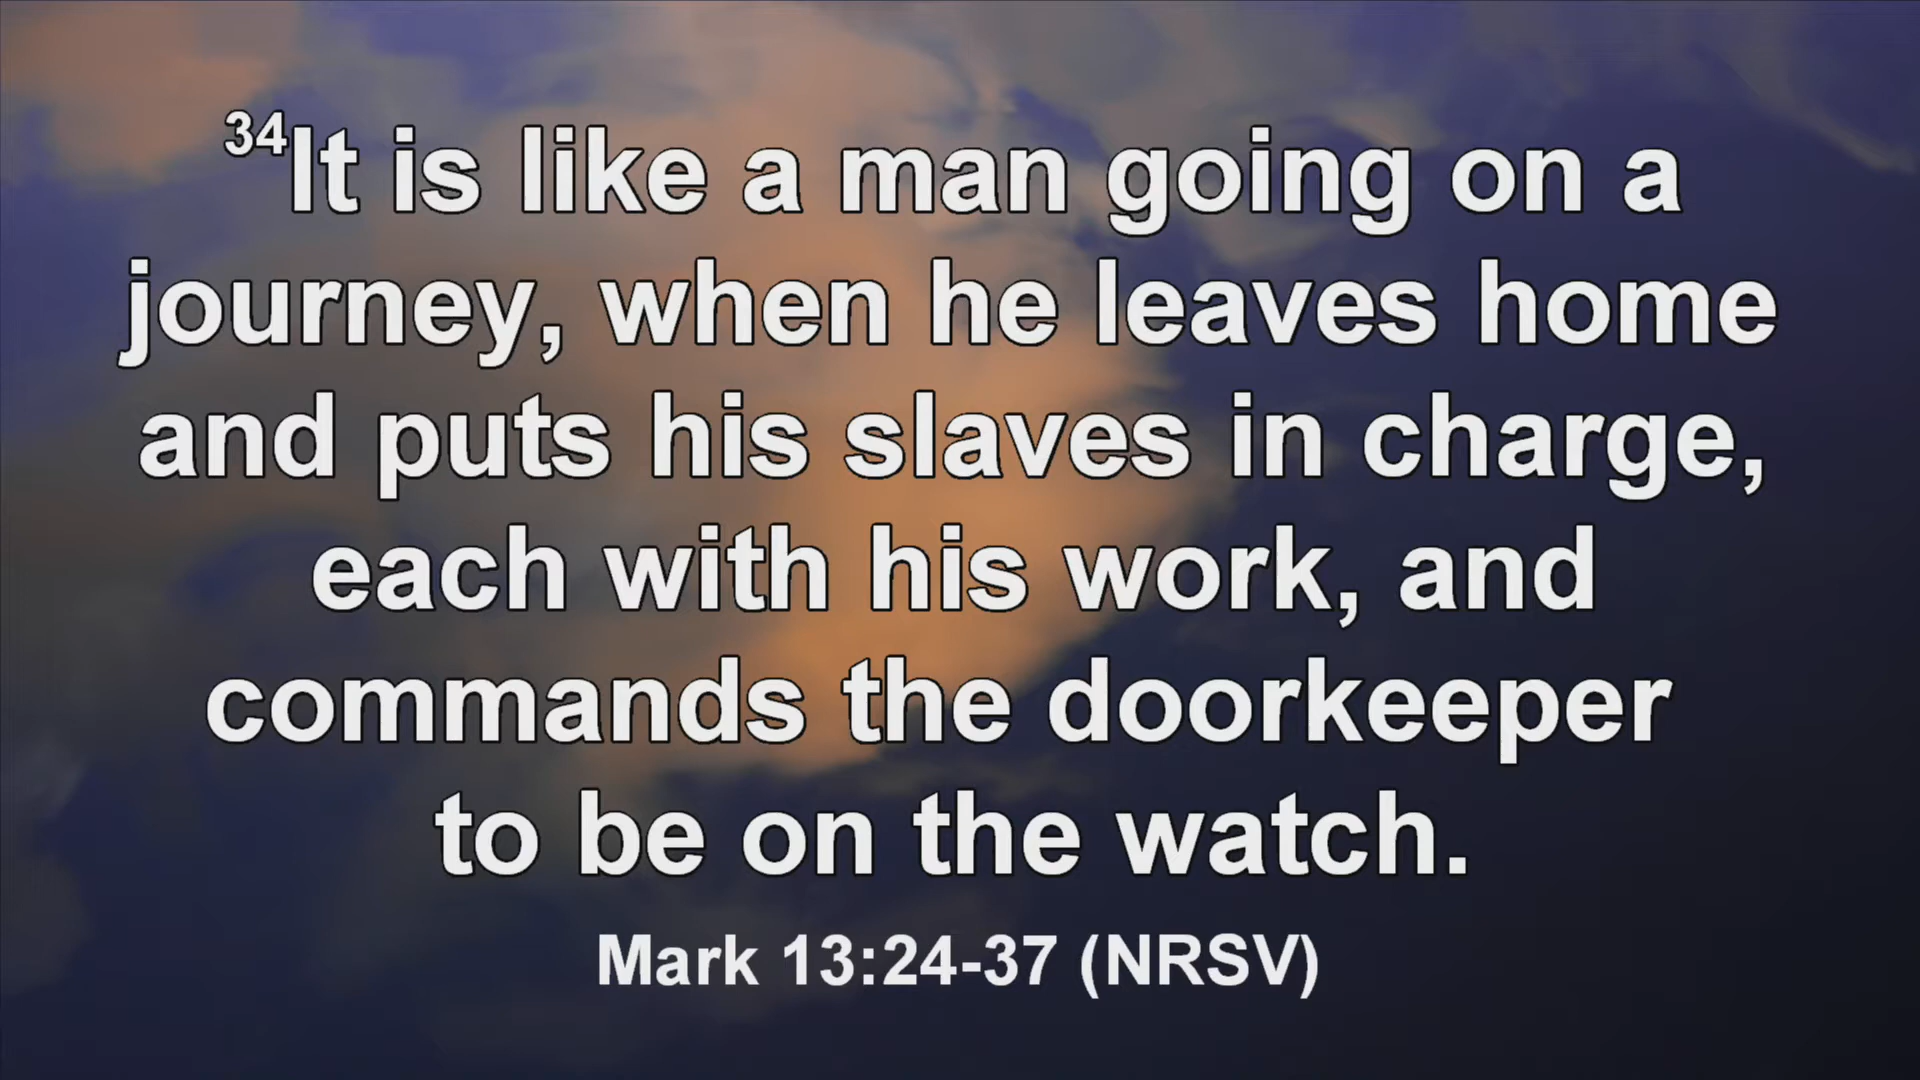 34It is like a man going on a
journey, when he leaves home
and puts his slaves in charge,
each with his work, and
commands the doorkeeper
to be on the watch.
Mark 13:24-37 (NRSV)